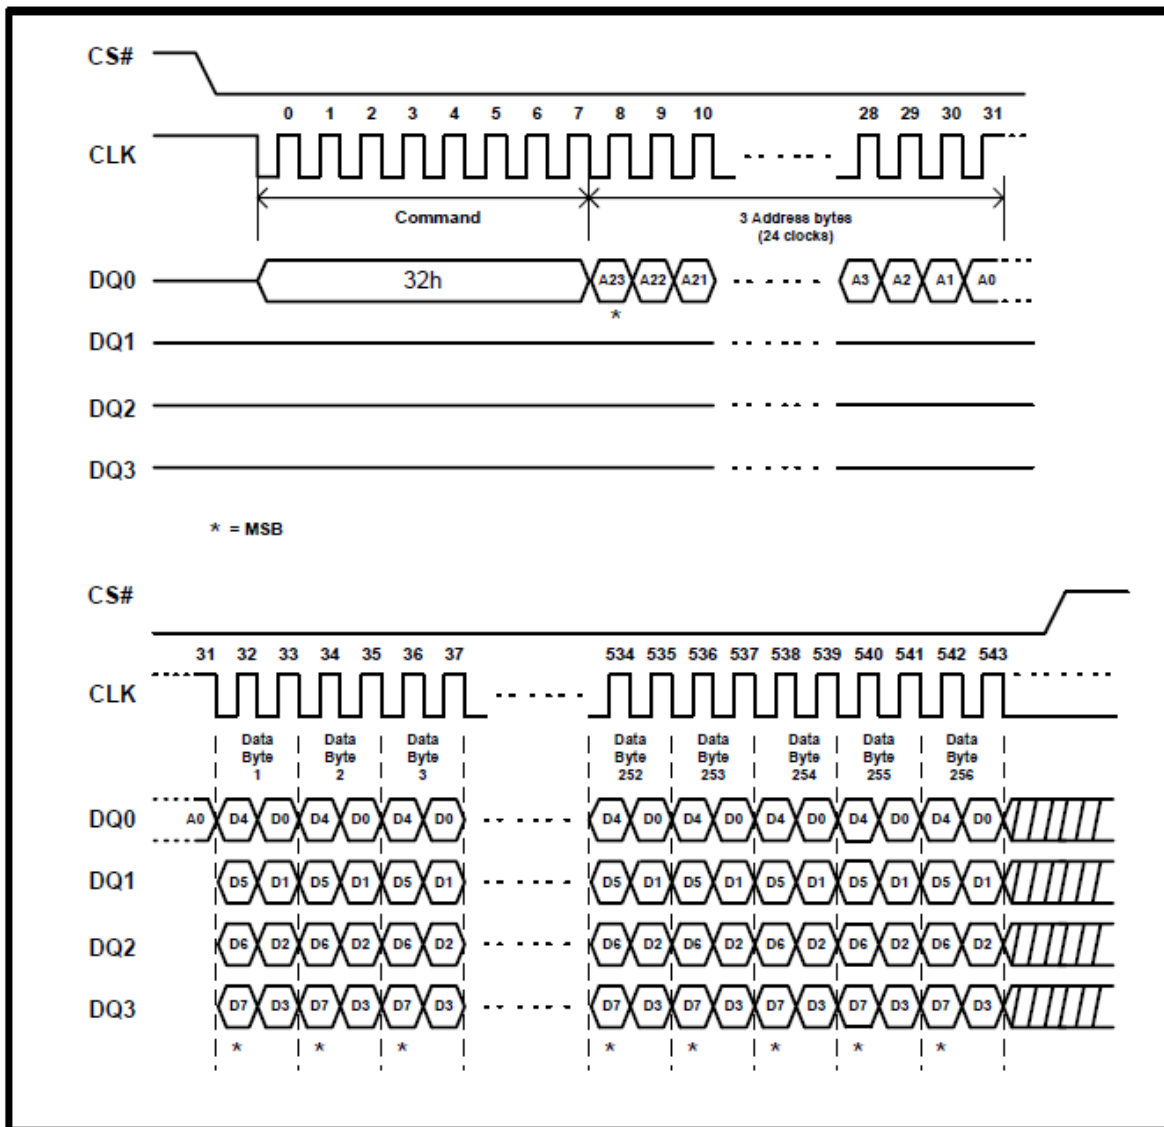 CS#
0 1 2 3 4 5 6 7 8 9 10 28 29 30 31
CLK
Command
3 Address bytes
(24 clocks)
DQ0 32h A23 A22 A21 A3 A2 A1 A0
*
DQ1
DQ2
DQ3
* = MSB
CS#
31 32 33 34 35 36 37 534 535 536 537 538 539 540 541 542 543
CLK
Data Data Data Data Data Data Data Data
Byte Byte Byte Byte Byte Byte Byte Byte
1 2 3 252 253 254 255 256
DQ0 A0 D4 D0 D4 D0 D4 D0 D4 D0 D4 D0 D4 D0 D4 D0 D4 D0
DQ1 D5 D1 D5 D1 D5 D1 D5 D1 D5 D1 D5 D1 D5 D1 D5 D1
DQ2 D6 D2 D6 D2 D6 D2 D6 D2 D6 D2 D6 D2 D6 D2 D6 D2
DQ3 D7 D3 D7 D3 D7 D3 D7 D3 D7 D3 D7 D3 D7 D3 D7 D3
* * * * * * * *